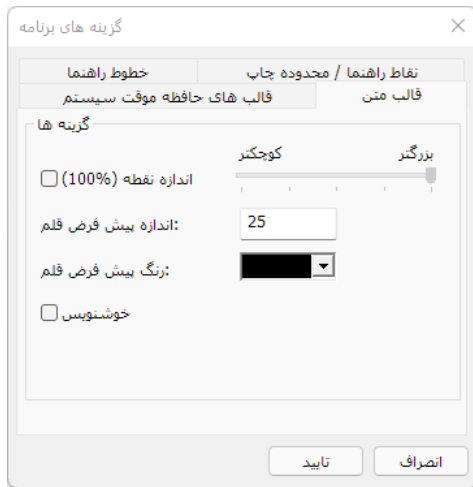 گزینه های برنامه
نقاط راهنما / محدوده چاپ
خطوط راهنما
قالب متن
قالب های حافظه موقت سیستم
گزینه ها
بزرگتر
کوچکتر
اندازه نقطه (100%)
اندازه پیش فرض قلم:
25
رنگ پیش فرض قلم:
خوشنویس
انصراف
تایید